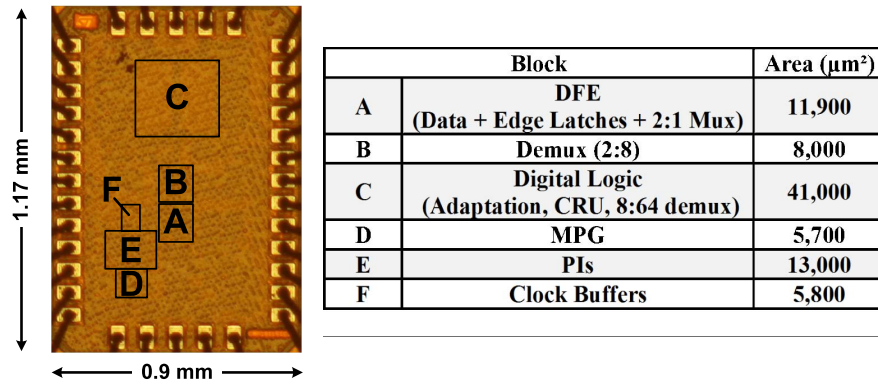 C
B
F
A
E
D
1.17 mm
0.9 mm
Block Area (μm²)
A DFE 11,900
(Data + Edge Latches + 2:1 Mux)
B Demux (2:8) 8,000
C Digital Logic 41,000
(Adaptation, CRU, 8:64 demux)
D MPG 5,700
E PIs 13,000
F Clock Buffers 5,800